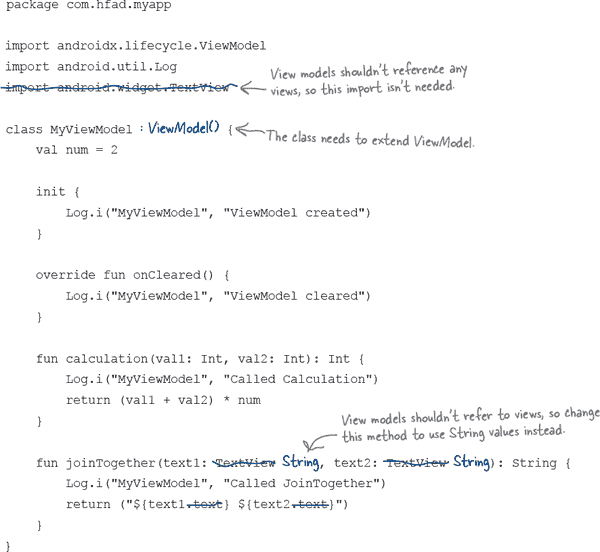 package com.hfad.myapp
import androidx.lifecycle.ViewModel
import android.util.Log
import android.widget.TextView
View models shouldn't reference any
views, so this import isn't needed.
class MyViewModel : ViewModel() {
The class needs to extend ViewModel.
    val num = 2
    init {
        Log.i("MyViewModel", "ViewModel created")
    }
    override fun onCleared() {
        Log.i("MyViewModel", "ViewModel cleared")
    }
    fun calculation(val1: Int, val2: Int): Int {
        Log.i("MyViewModel", "Called Calculation")
        return (val1 + val2) * num
    }
View models shouldn't refer to views, so change
this method to use String values instead.
    fun joinTogether(text1: TextView String, text2: TextView String): String {
        Log.i("MyViewModel", "Called JoinTogether")
        return ("${text1.text} ${text2.text}")
    }
}